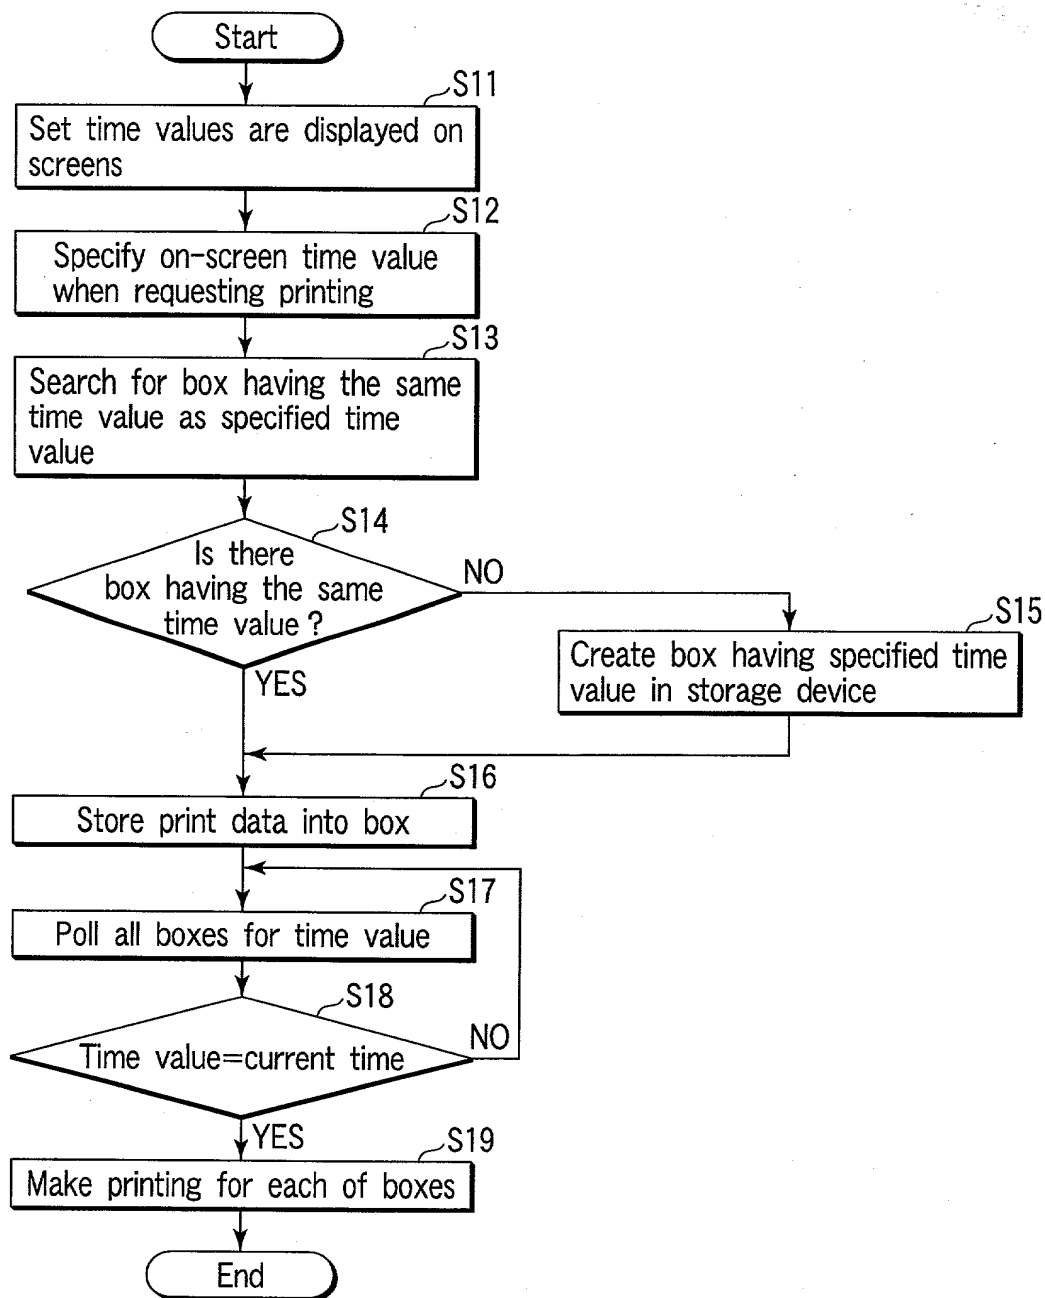 Start
S11
Set time values are displayed on
screens
S12
Specify on-screen time value
when requesting printing
S13
Search for box having the same
time value as specified time
value
S14
Is there
box having the same
time value?
NO
YES
S15
Create box having specified time
value in storage device
S16
Store print data into box
S17
Poll all boxes for time value
S18
Time value=current time
NO
YES
S19
Make printing for each of boxes
End